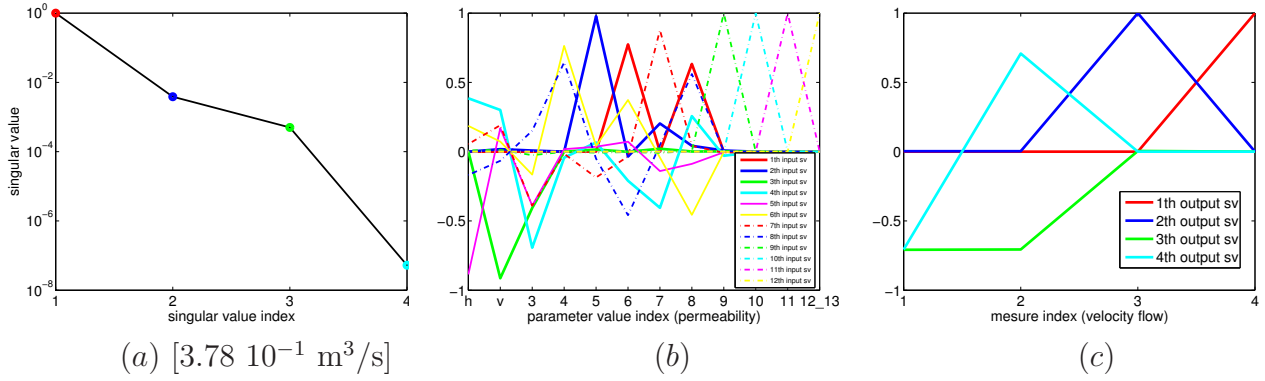 10^0
10^-2
10^-4
10^-6
10^-8
singular value
1 2 3 4
singular value index
(a) [3.78 10^-1 m^3/s]
1
0.5
0
-0.5
-1
h v 3 4 5 6 7 8 9 10 11 12_13
parameter value index (permeability)
1th input sv
2th input sv
3th input sv
4th input sv
5th input sv
6th input sv
7th input sv
8th input sv
9th input sv
10th input sv
11th input sv
12th input sv
(b)
1
0.5
0
-0.5
-1
1 2 3 4
mesure index (velocity flow)
1th output sv
2th output sv
3th output sv
4th output sv
(c)